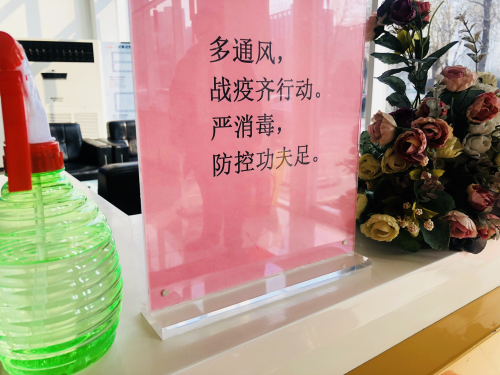 多通风，
战疫齐行动。
严消毒，
防控功夫足。